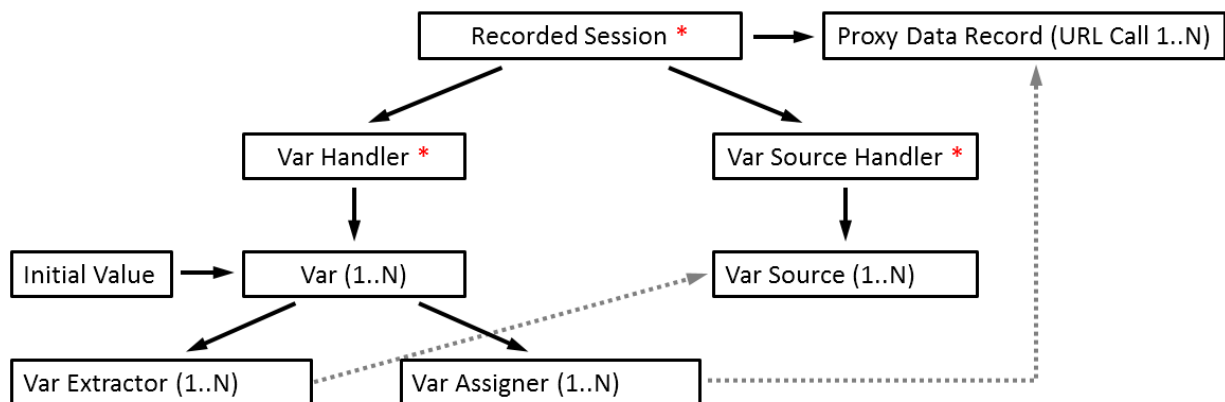 Recorded Session *
Proxy Data Record (URL Call 1..N)
Var Handler *
Var Source Handler *
Initial Value
Var (1..N)
Var Source (1..N)
Var Extractor (1..N)
Var Assigner (1..N)